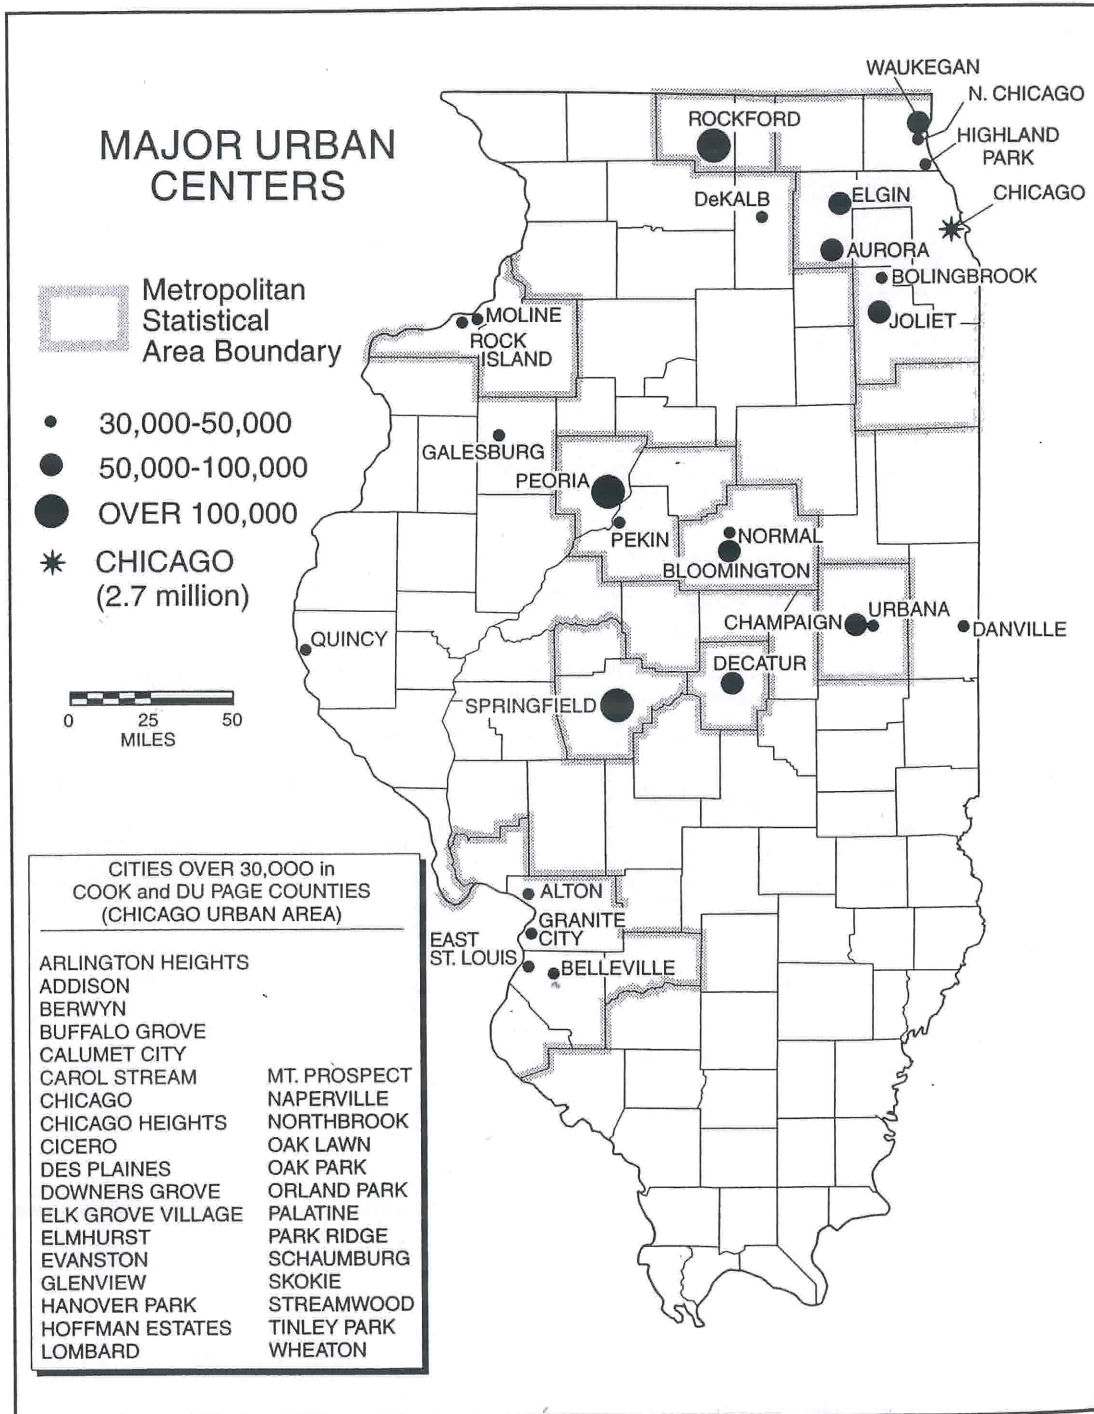 MAJOR URBAN
CENTERS
Metropolitan
Statistical
Area Boundary
30,000-50,000
50,000-100,000
OVER 100,000
CHICAGO
(2.7 million)
0 25 50
MILES
WAUKEGAN
N. CHICAGO
HIGHLAND
PARK
CHICAGO
ROCKFORD
DeKALB
ELGIN
AURORA
BOLINGBROOK
JOLIET
MOLINE
ROCK
ISLAND
GALESBURG
PEORIA
PEKIN
NORMAL
BLOOMINGTON
CHAMPAIGN
URBANA
DANVILLE
QUINCY
DECATUR
SPRINGFIELD
ALTON
GRANITE
CITY
EAST
ST. LOUIS
BELLEVILLE
CITIES OVER 30,OOO in
COOK and DU PAGE COUNTIES
(CHICAGO URBAN AREA)
ARLINGTON HEIGHTS
ADDISON
BERWYN
BUFFALO GROVE
CALUMET CITY
CAROL STREAM
CHICAGO
CHICAGO HEIGHTS
CICERO
DES PLAINES
DOWNERS GROVE
ELK GROVE VILLAGE
ELMHURST
EVANSTON
GLENVIEW
HANOVER PARK
HOFFMAN ESTATES
LOMBARD
MT. PROSPECT
NAPERVILLE
NORTHBROOK
OAK LAWN
OAK PARK
ORLAND PARK
PALATINE
PARK RIDGE
SCHAUMBURG
SKOKIE
STREAMWOOD
TINLEY PARK
WHEATON